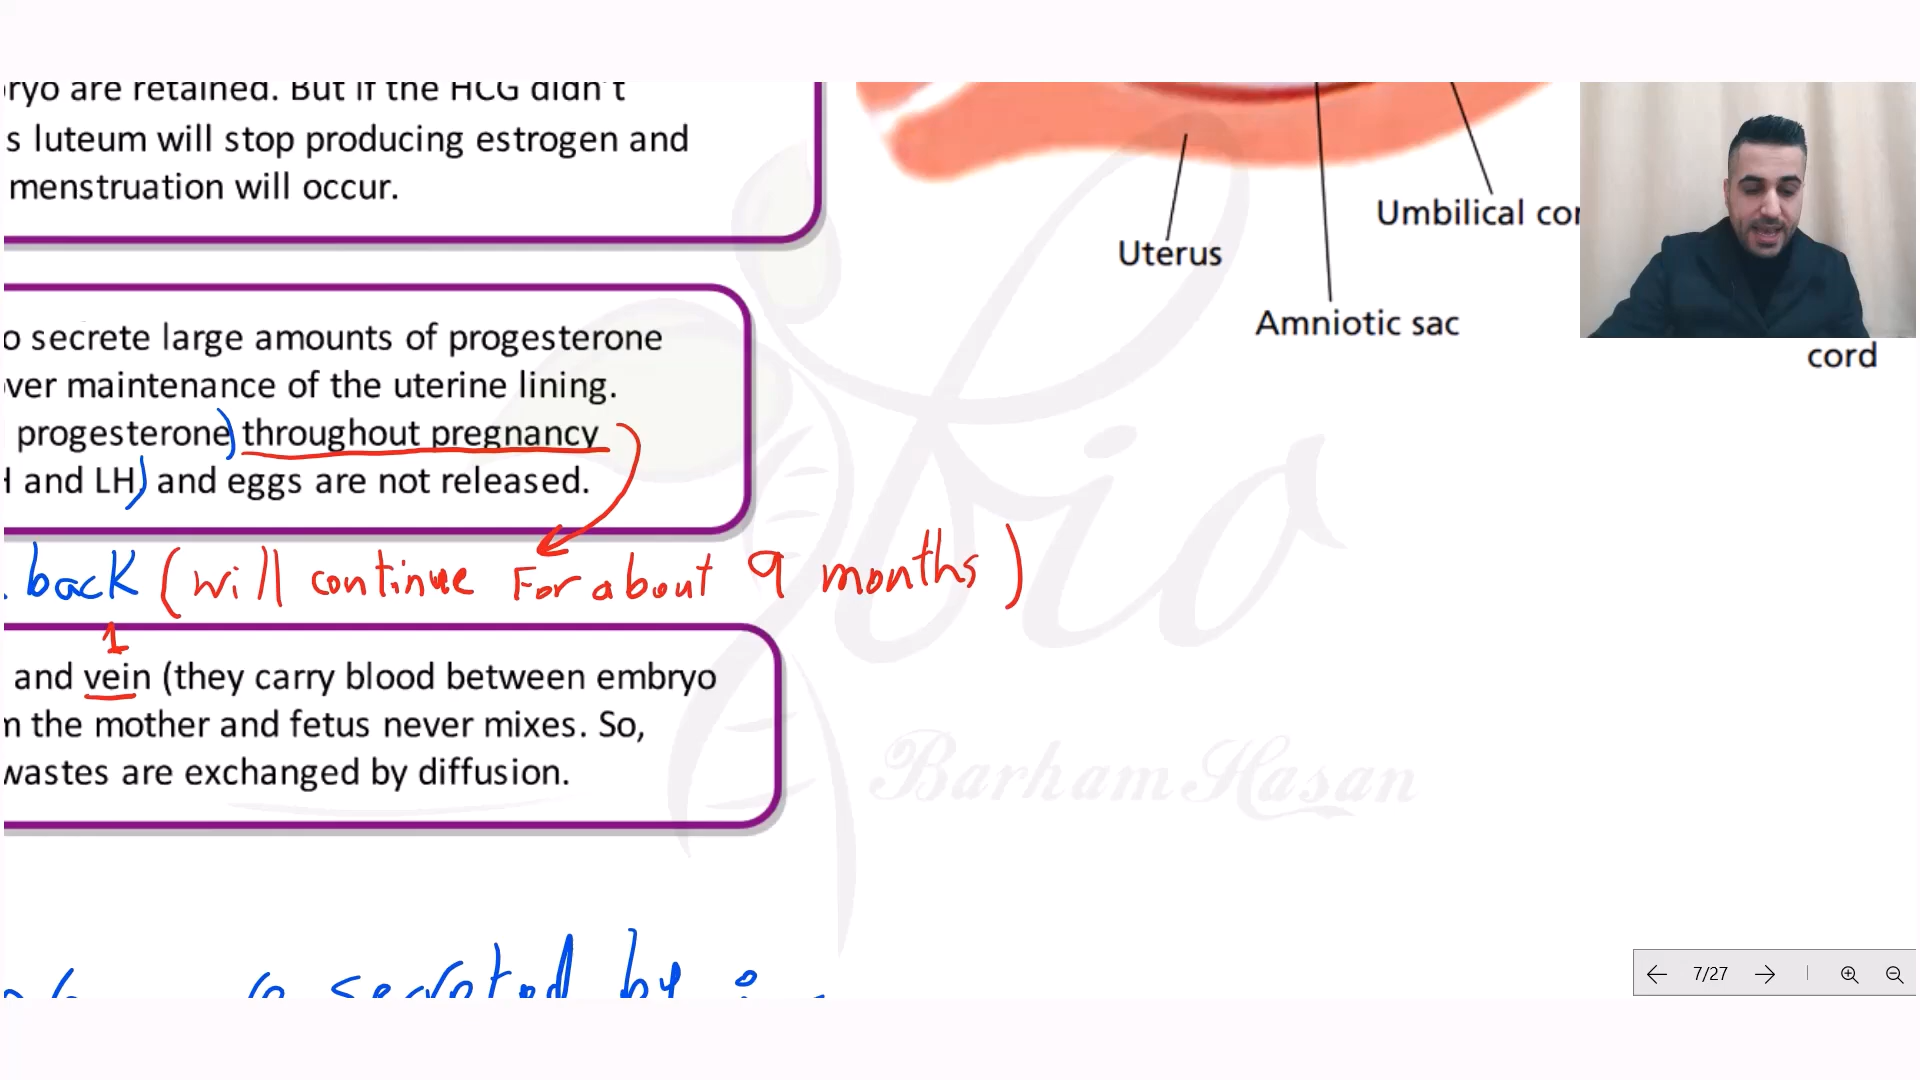 are retained. But if the HCG didn't
s luteum will stop producing estrogen and
menstruation will occur.
Umbilical
Uterus
Amniotic sac
cord
secrete large amounts of progesterone
maintenance of the uterine lining.
progesterone) throughout pregnancy
and LH) and eggs are not released.
back (will continue For about 9 months)
1
and vein (they carry blood between embryo
the mother and fetus never mixes. So,
wastes are exchanged by diffusion.
Bio
Barham Hasan
secreted by
7/27